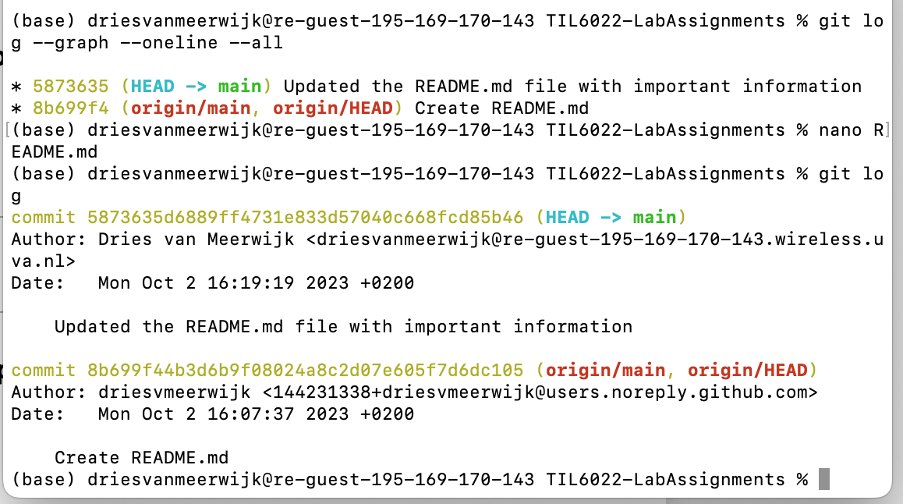 (base) driesvanmeerwijk@re-guest-195-169-170-143 TIL6022-LabAssignments % git lo
g --graph --oneline --all
* 5873635 (HEAD -> main) Updated the README.md file with important information
* 8b699f4 (origin/main, origin/HEAD) Create README.md
[(base) driesvanmeerwijk@re-guest-195-169-170-143 TIL6022-LabAssignments % nano R]
EADME.md
(base) driesvanmeerwijk@re-guest-195-169-170-143 TIL6022-LabAssignments % git lo
g
commit 5873635d6889ff4731e833d57040c668fcd85b46 (HEAD -> main)
Author: Dries van Meerwijk <driesvanmeerwijk@re-guest-195-169-170-143.wireless.u
va.nl>
Date:   Mon Oct 2 16:19:19 2023 +0200
    Updated the README.md file with important information
commit 8b699f44b3d6b9f08024a8c2d07e605f7d6dc105 (origin/main, origin/HEAD)
Author: driesvmeerwijk <144231338+driesvmeerwijk@users.noreply.github.com>
Date:   Mon Oct 2 16:07:37 2023 +0200
    Create README.md
(base) driesvanmeerwijk@re-guest-195-169-170-143 TIL6022-LabAssignments %